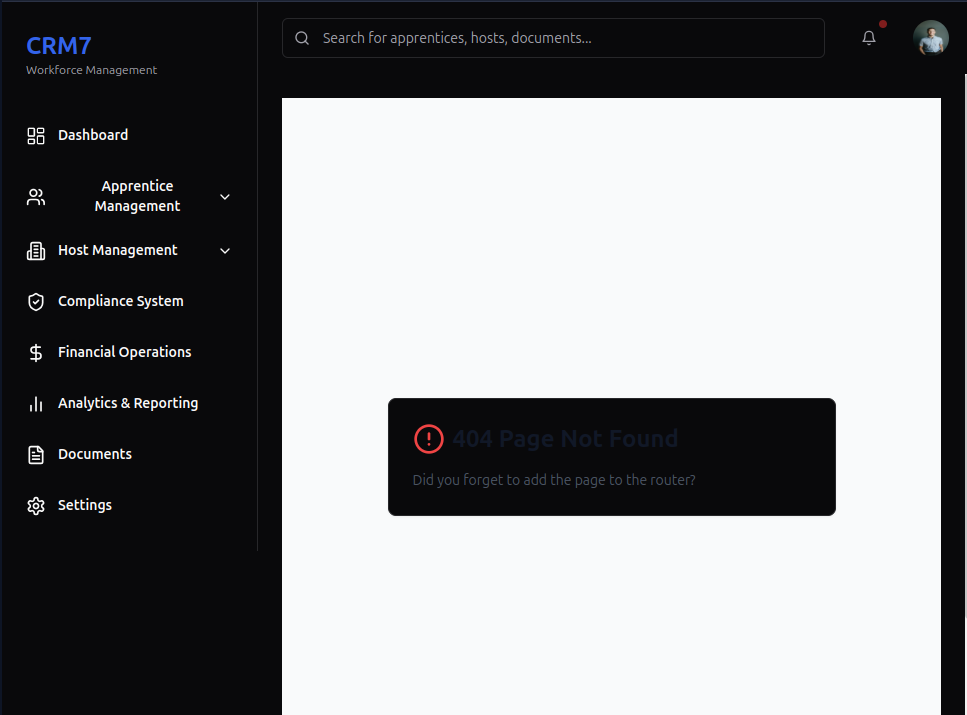 CRM7
Workforce Management
Search for apprentices, hosts, documents...
Dashboard
Apprentice
Management
Host Management
Compliance System
Financial Operations
Analytics & Reporting
Documents
Settings
404 Page Not Found
Did you forget to add the page to the router?